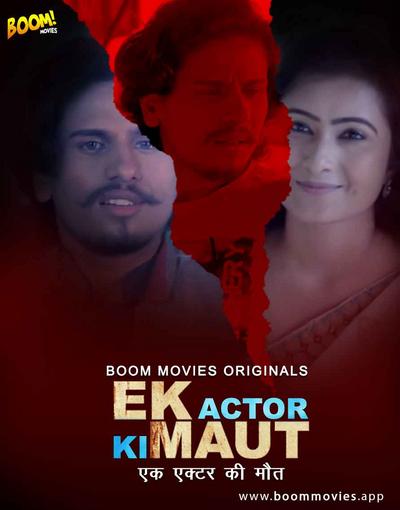 BOOM!
MOVIES
BOOM MOVIES ORIGINALS
EK ACTOR
KI MAUT
एक एक्टर की मौत
www.boommovies.app